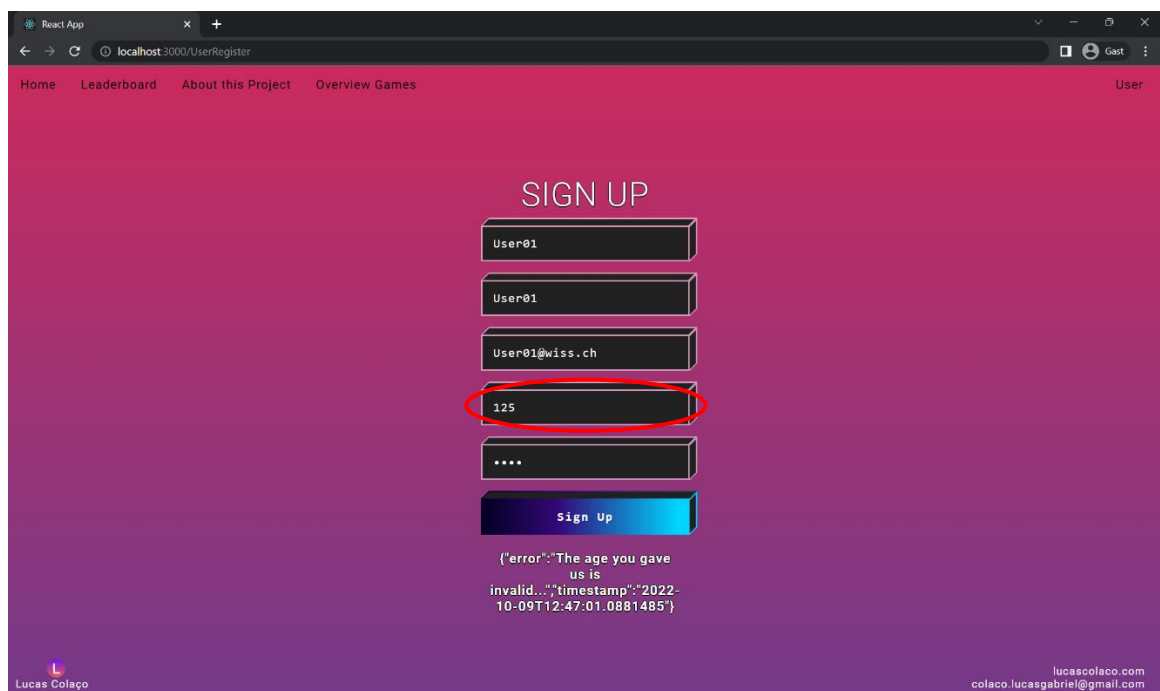 React App
localhost:3000/UserRegister
Gast
Home Leaderboard About this Project Overview Games User
SIGN UP
User01
User01
User01@wiss.ch
125
••••
Sign Up
{"error":"The age you gave
us is
invalid...","timestamp":"2022-
10-09T12:47:01.0881485"}
L
Lucas Colaço
lucascolaco.com
colaco.lucasgabriel@gmail.com